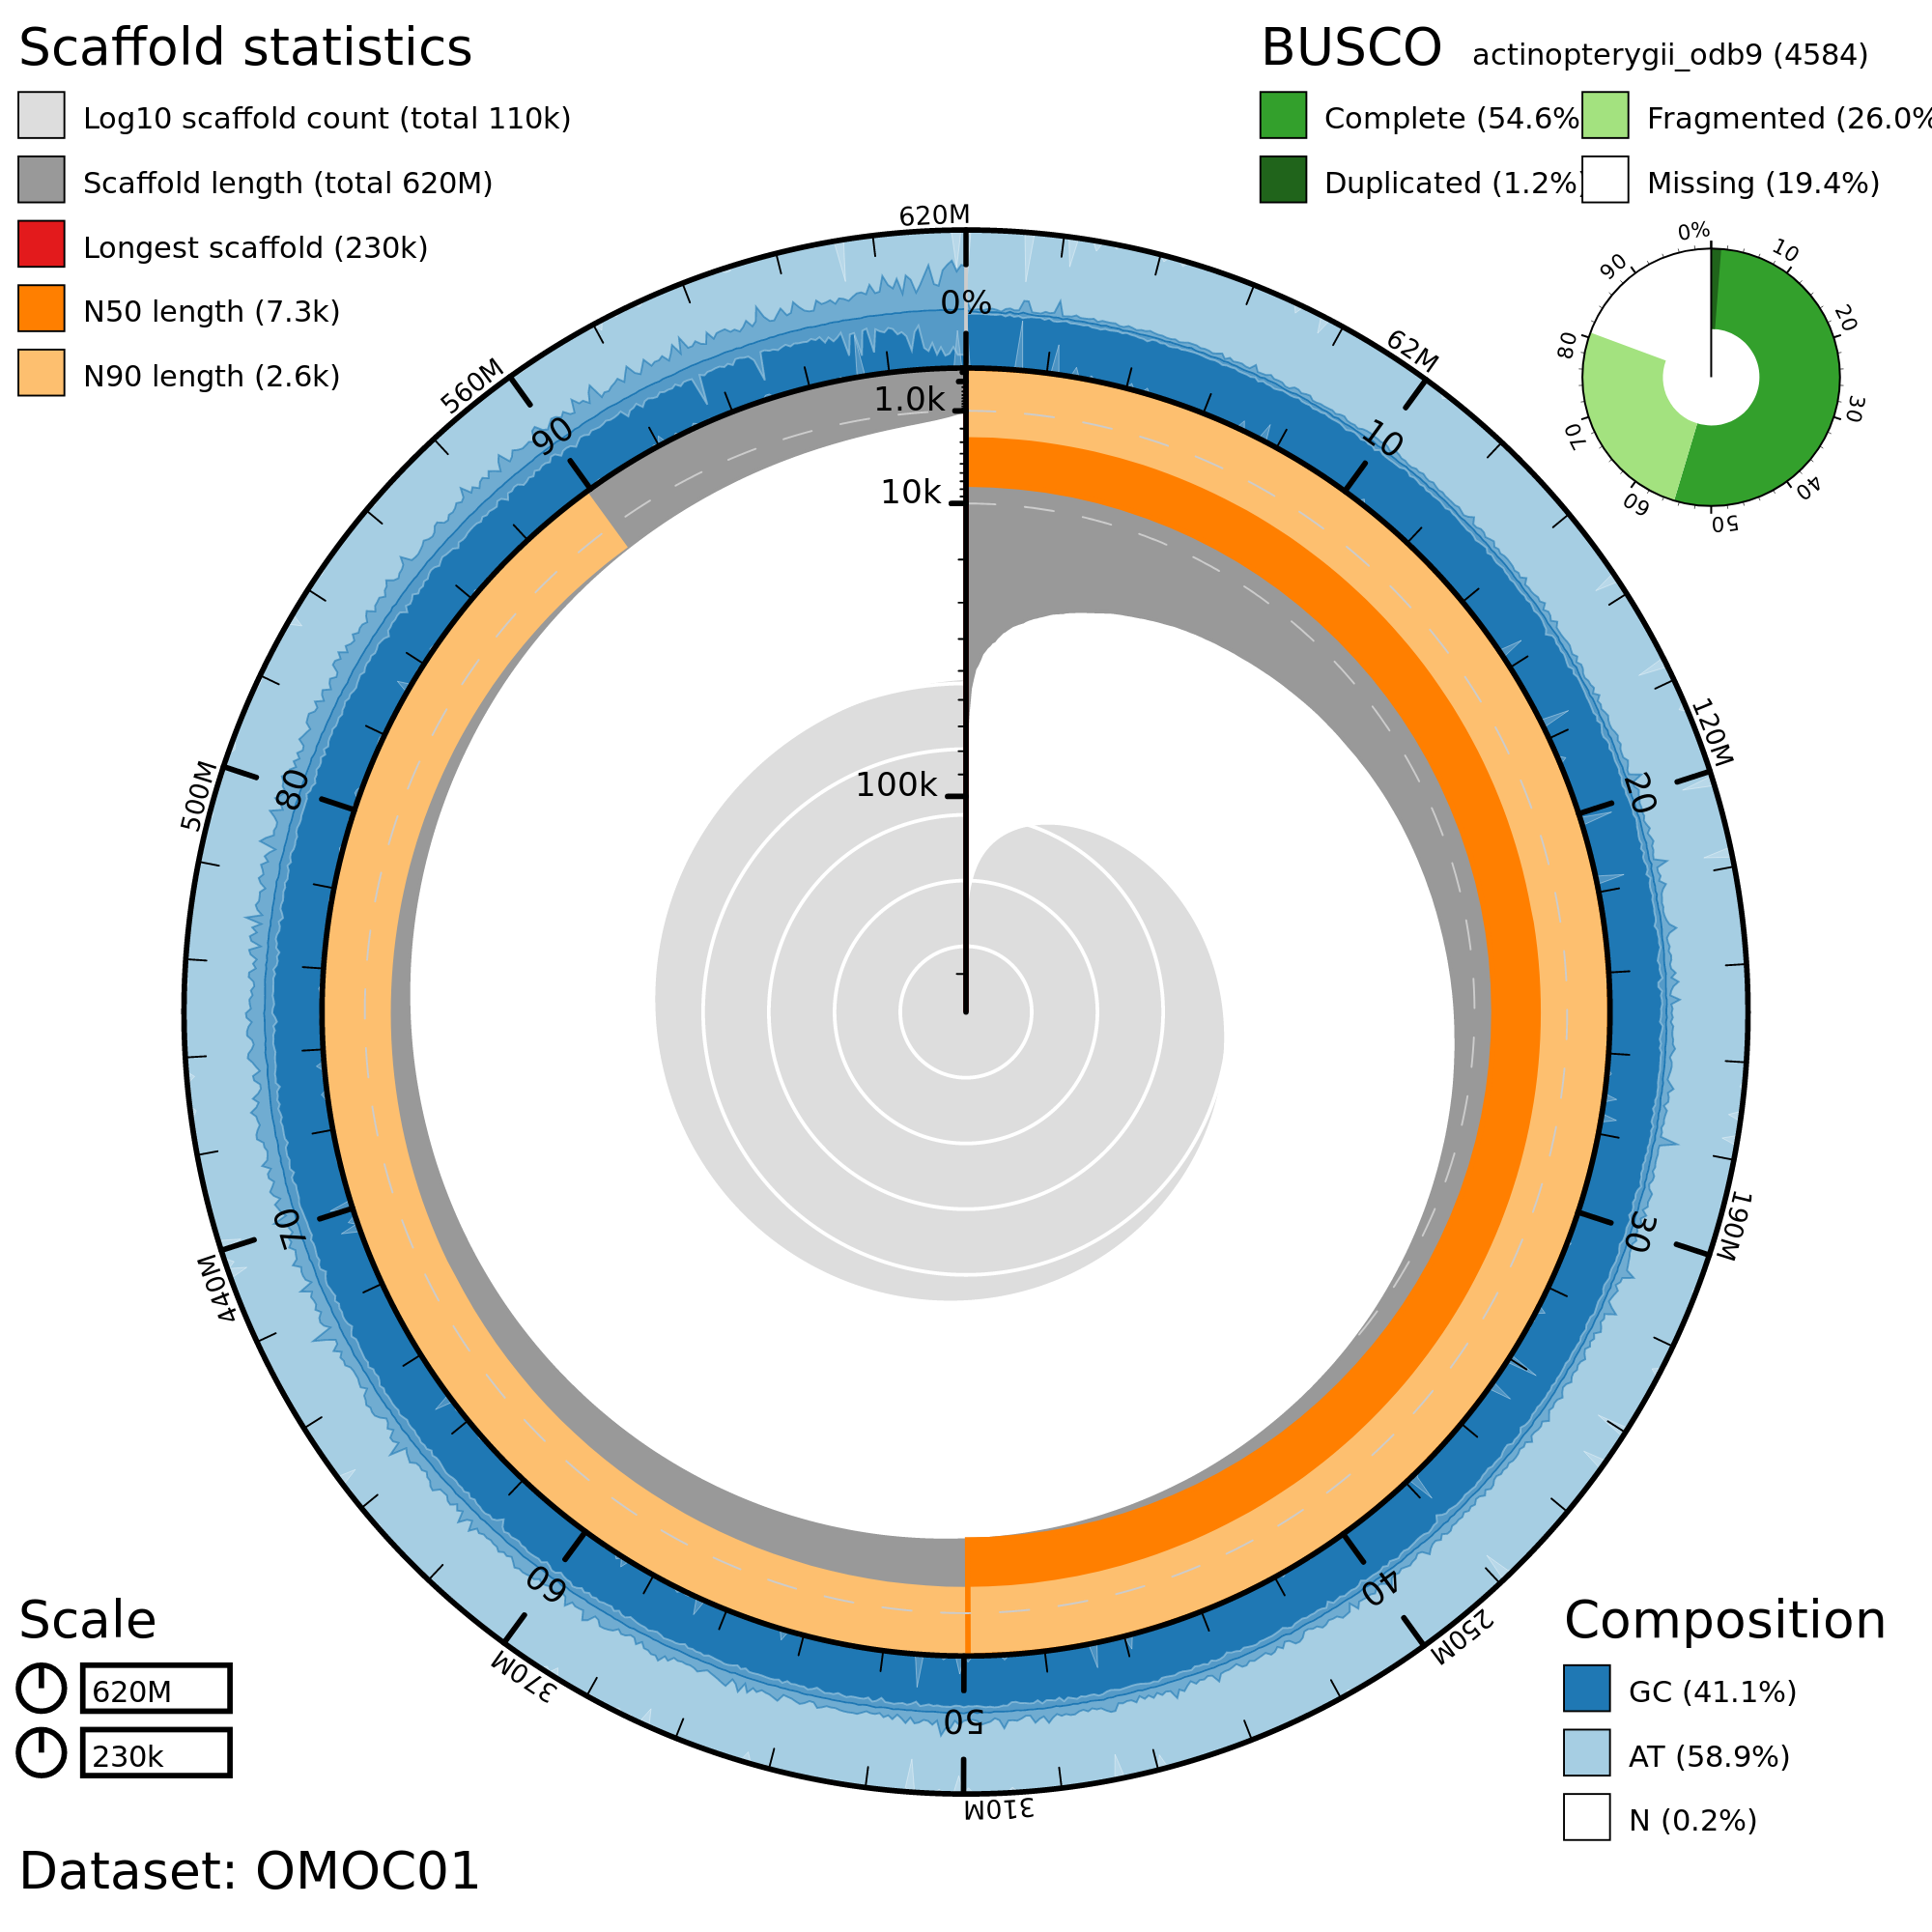 Scaffold statistics
Log10 scaffold count (total 110k)
Scaffold length (total 620M)
Longest scaffold (230k)
N50 length (7.3k)
N90 length (2.6k)
BUSCO actinopterygii_odb9 (4584)
Complete (54.6%
Fragmented (26.0%
Duplicated (1.2%)
Missing (19.4%)
0%
10
20
30
40
50
60
70
80
90
620M
62M
120M
190M
250M
310M
370M
440M
500M
560M
0%
10
20
30
40
50
60
70
80
90
1.0k
10k
100k
Scale
620M
230k
Composition
GC (41.1%)
AT (58.9%)
N (0.2%)
Dataset: OMOC01